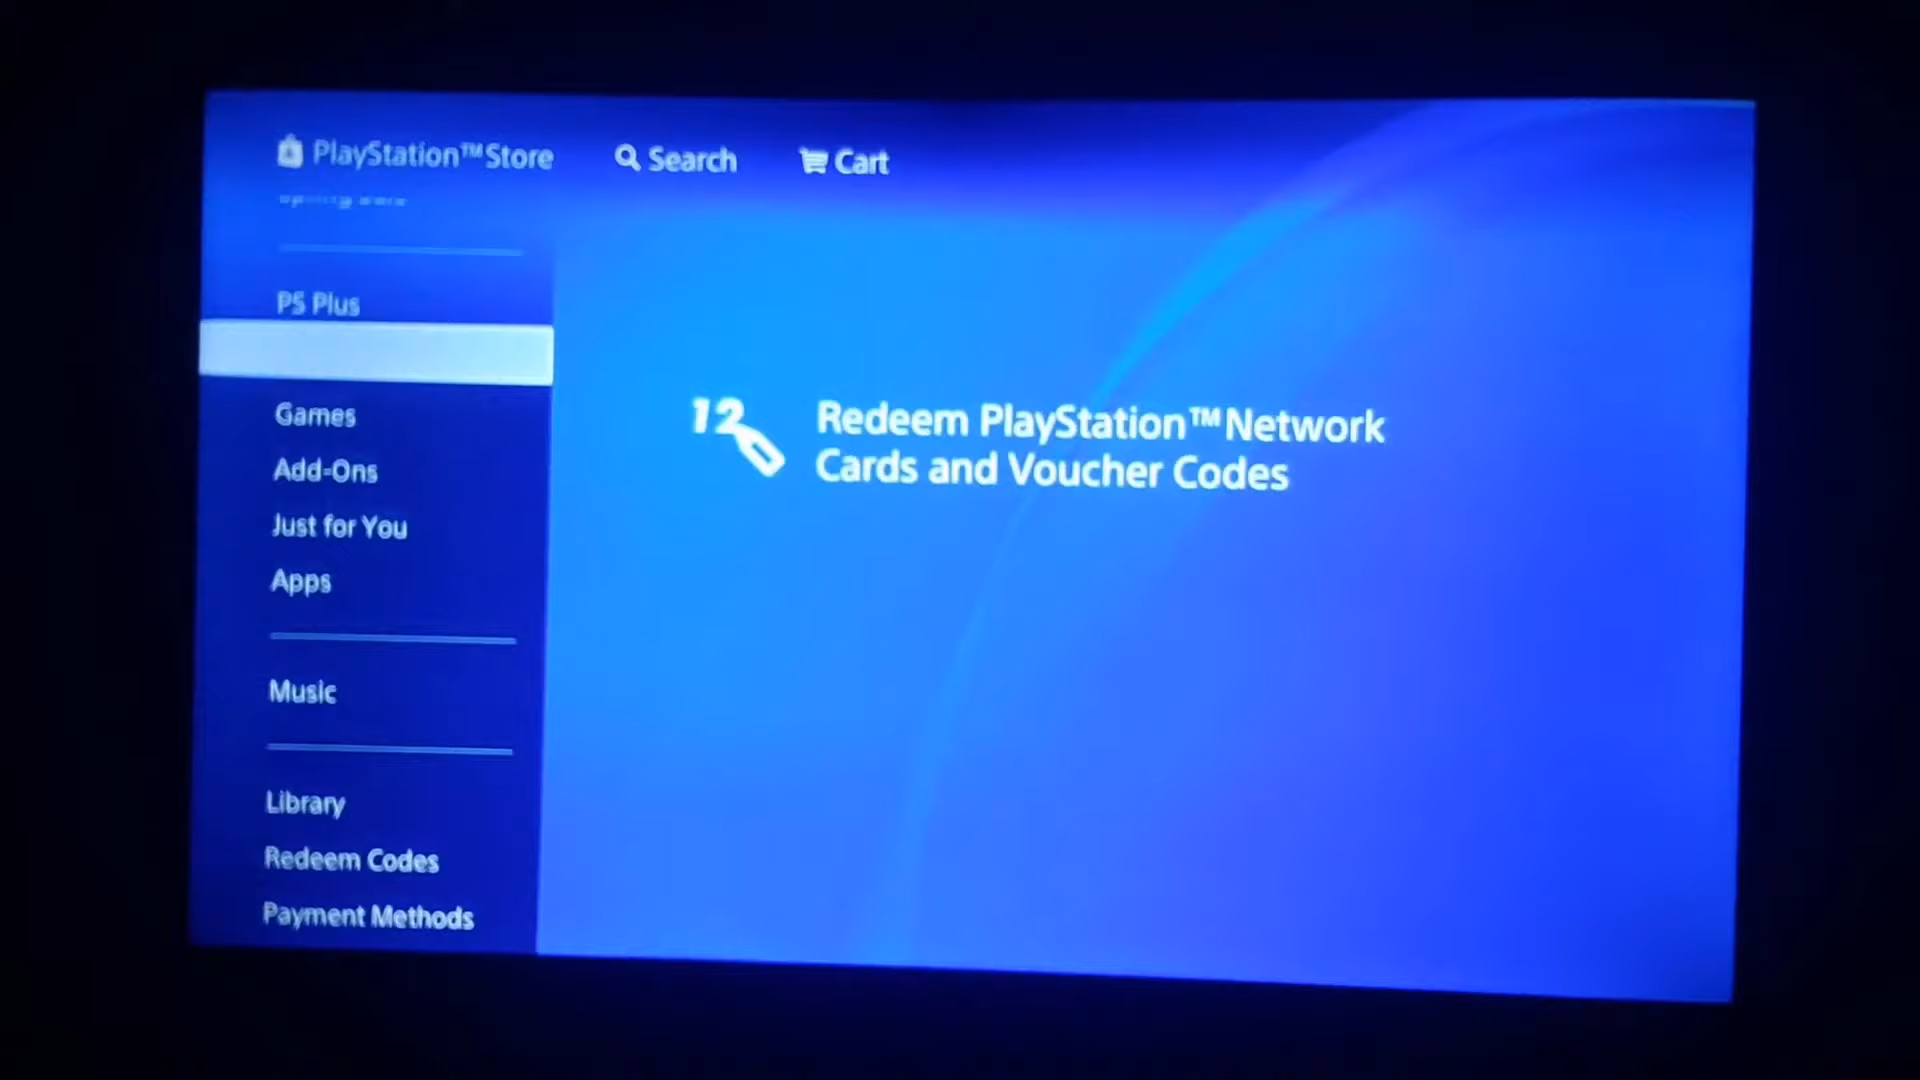 PlayStation™Store
Search
Cart
PS Plus
Games
Add-Ons
Just for You
Apps
Music
Library
Redeem Codes
Payment Methods
12
Redeem PlayStation™Network
Cards and Voucher Codes